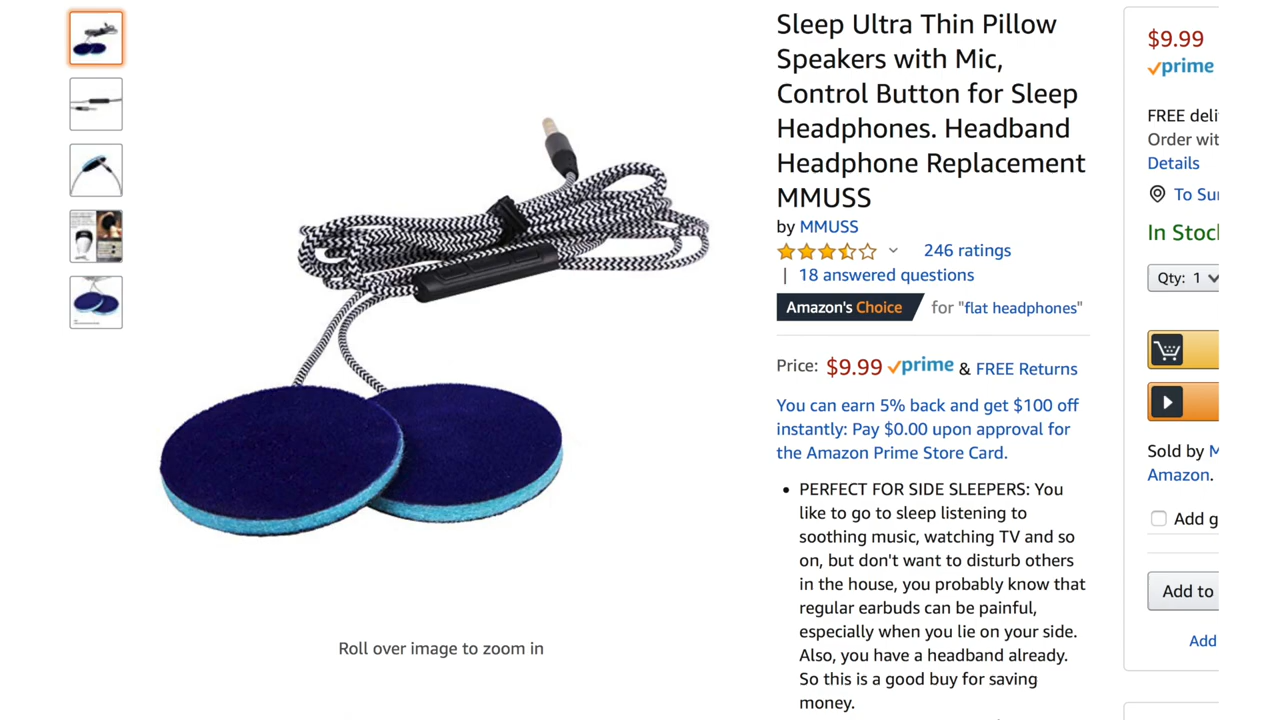 Sleep Ultra Thin Pillow
Speakers with Mic,
Control Button for Sleep
Headphones. Headband
Headphone Replacement
MMUSS
by MMUSS
246 ratings
| 18 answered questions
Amazon's Choice for "flat headphones"
Price: $9.99 prime & FREE Returns
You can earn 5% back and get $100 off
instantly: Pay $0.00 upon approval for
the Amazon Prime Store Card.
• PERFECT FOR SIDE SLEEPERS: You
like to go to sleep listening to
soothing music, watching TV and so
on, but don't want to disturb others
in the house, you probably know that
regular earbuds can be painful,
especially when you lie on your side.
Also, you have a headband already.
So this is a good buy for saving
money.
Roll over image to zoom in
$9.99
prime
FREE deli
Order wit
Details
To Su
In Stoc
Qty: 1
Sold by M
Amazon.
Add g
Add to
Add